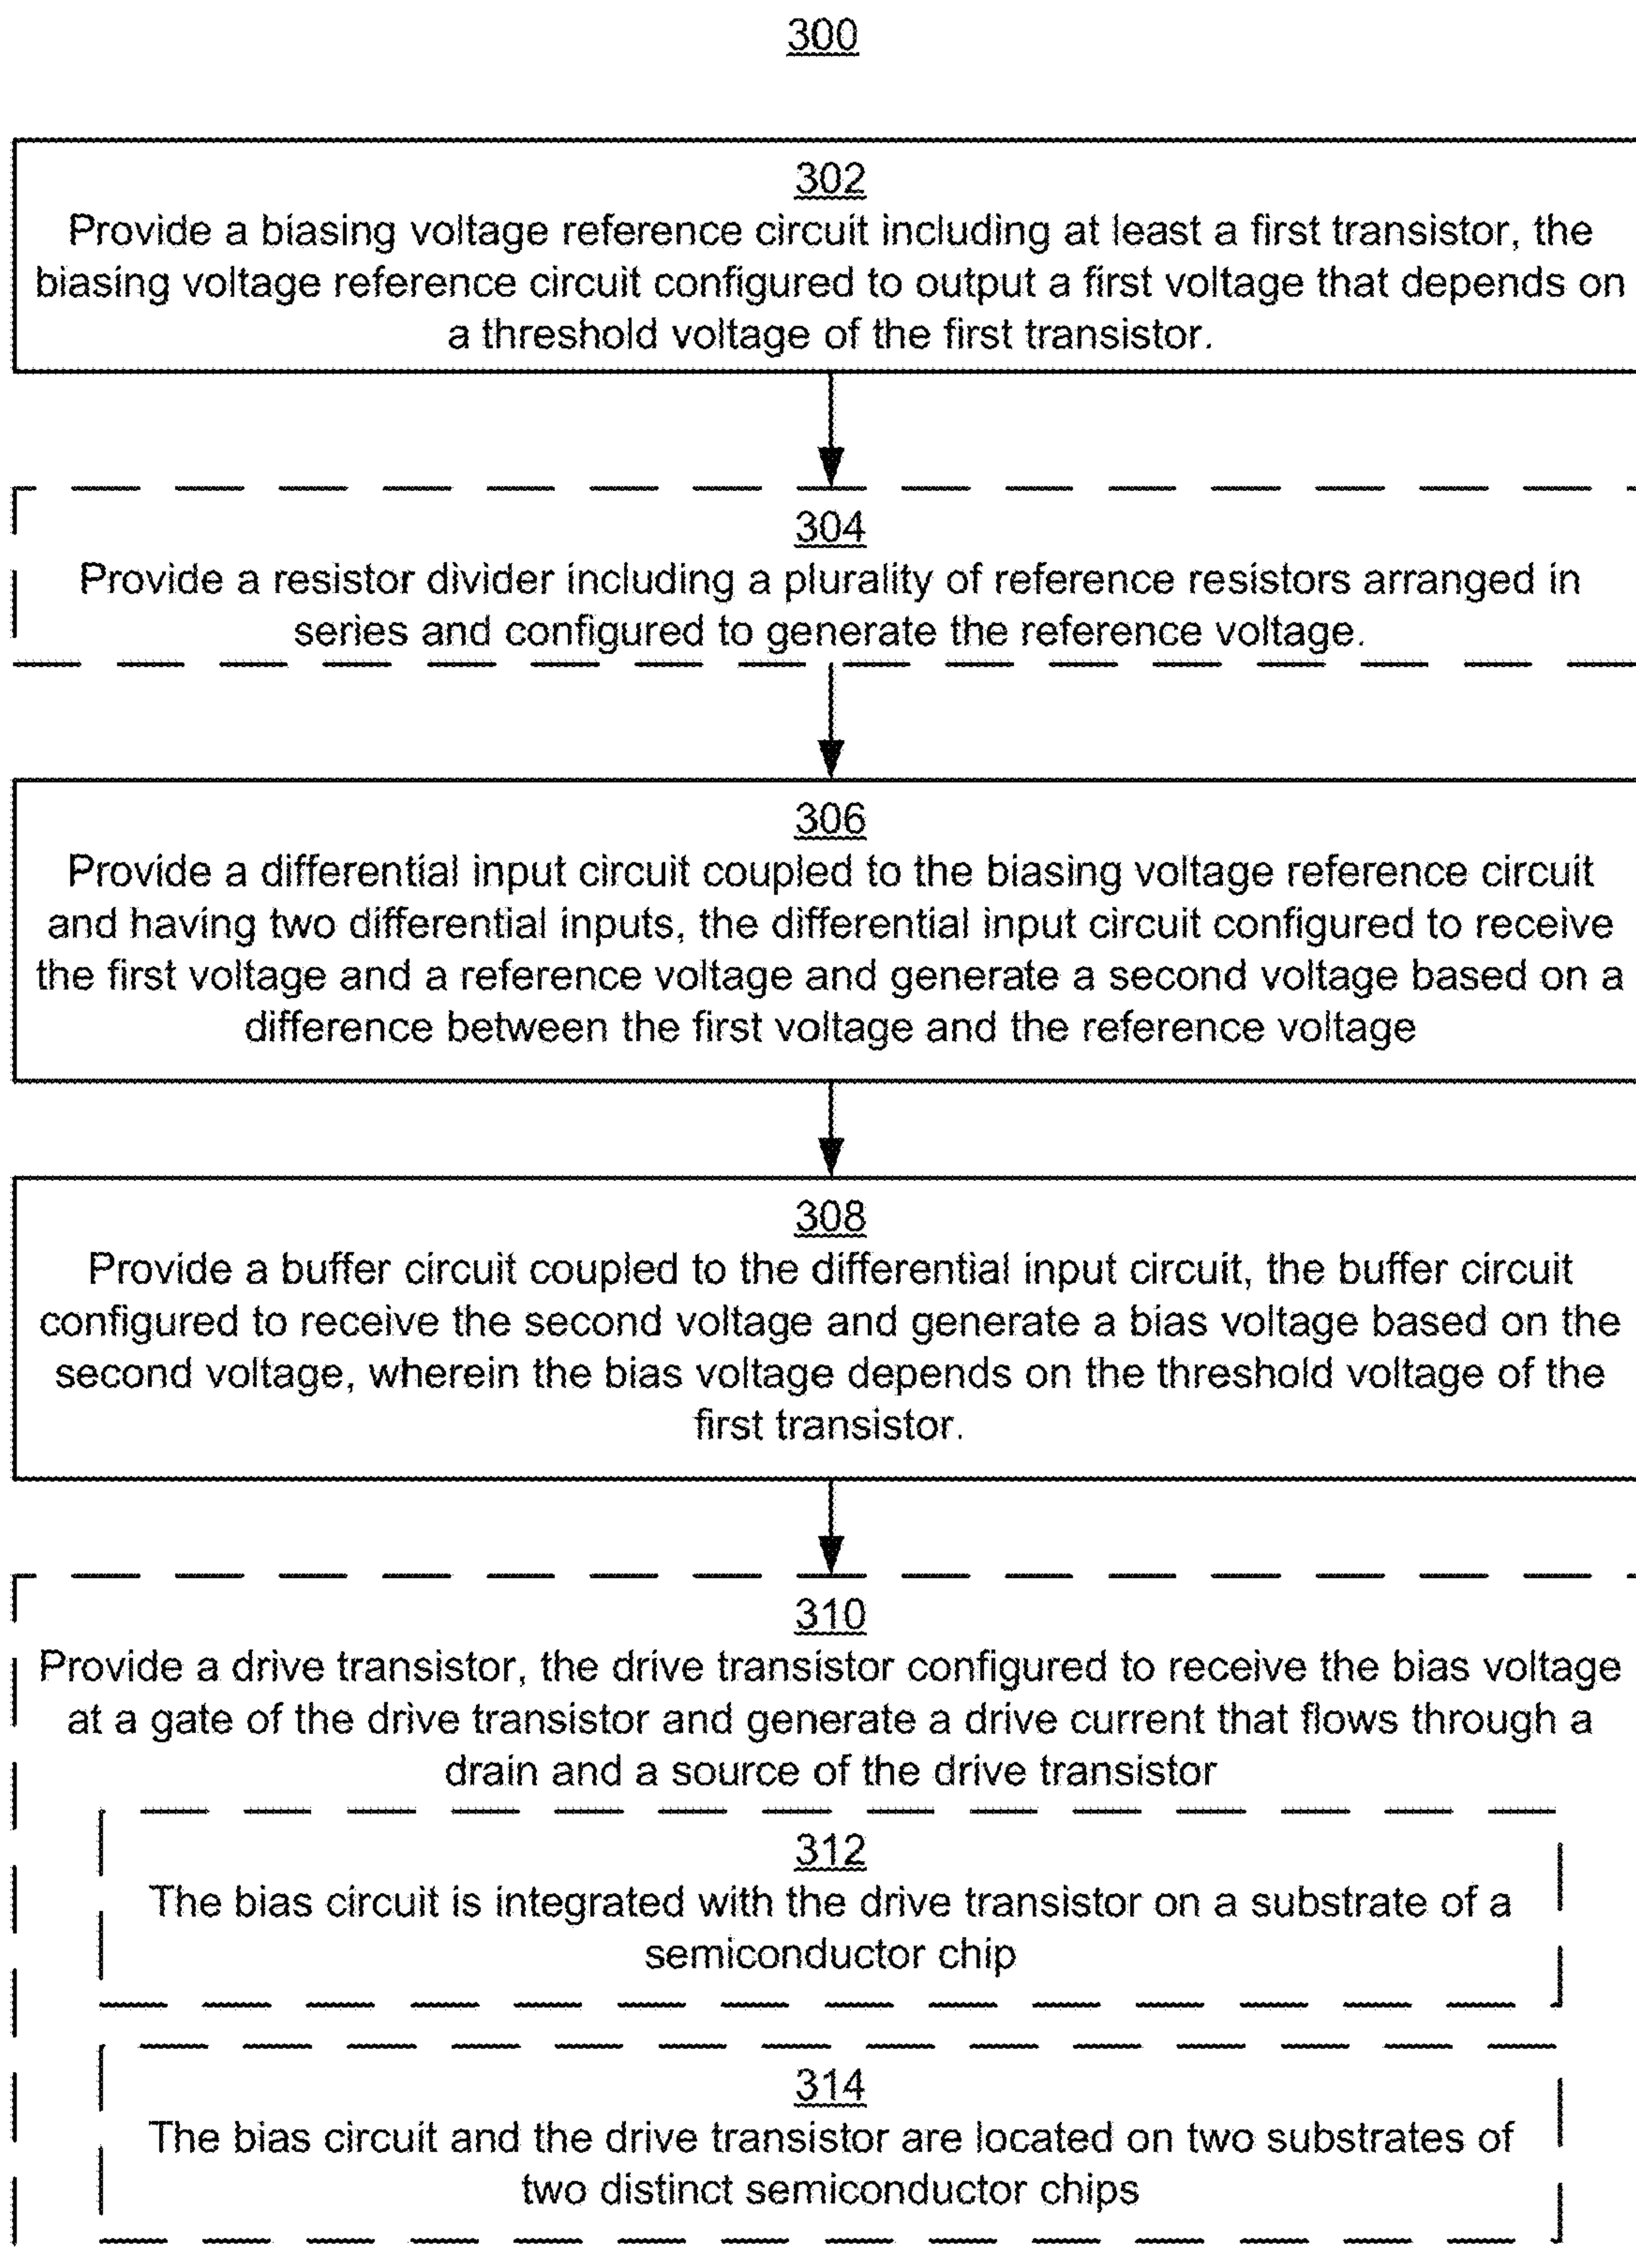 300
302
Provide a biasing voltage reference circuit including at least a first transistor, the
biasing voltage reference circuit configured to output a first voltage that depends on
a threshold voltage of the first transistor.
304
Provide a resistor divider including a plurality of reference resistors arranged in
series and configured to generate the reference voltage.
306
Provide a differential input circuit coupled to the biasing voltage reference circuit
and having two differential inputs, the differential input circuit configured to receive
the first voltage and a reference voltage and generate a second voltage based on a
difference between the first voltage and the reference voltage
308
Provide a buffer circuit coupled to the differential input circuit, the buffer circuit
configured to receive the second voltage and generate a bias voltage based on the
second voltage, wherein the bias voltage depends on the threshold voltage of the
first transistor.
310
Provide a drive transistor, the drive transistor configured to receive the bias voltage
at a gate of the drive transistor and generate a drive current that flows through a
drain and a source of the drive transistor
312
The bias circuit is integrated with the drive transistor on a substrate of a
semiconductor chip
314
The bias circuit and the drive transistor are located on two substrates of
two distinct semiconductor chips